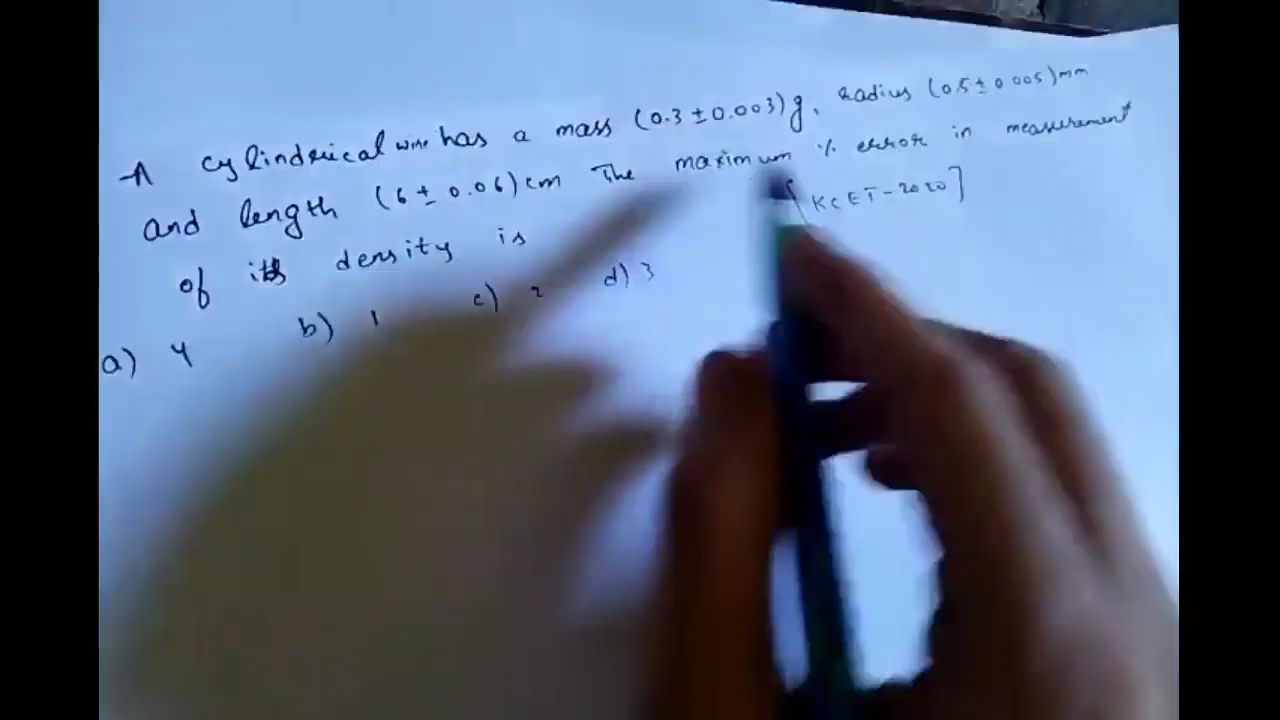 A cylindrical wire has a mass (0.3 ± 0.003)g, radius (0.5 ± 0.005)mm
and length (6 ± 0.06)cm The maximum % error in measurement
of its density is [KCET-2020]
a) 4 b) 1 c) 2 d) 3